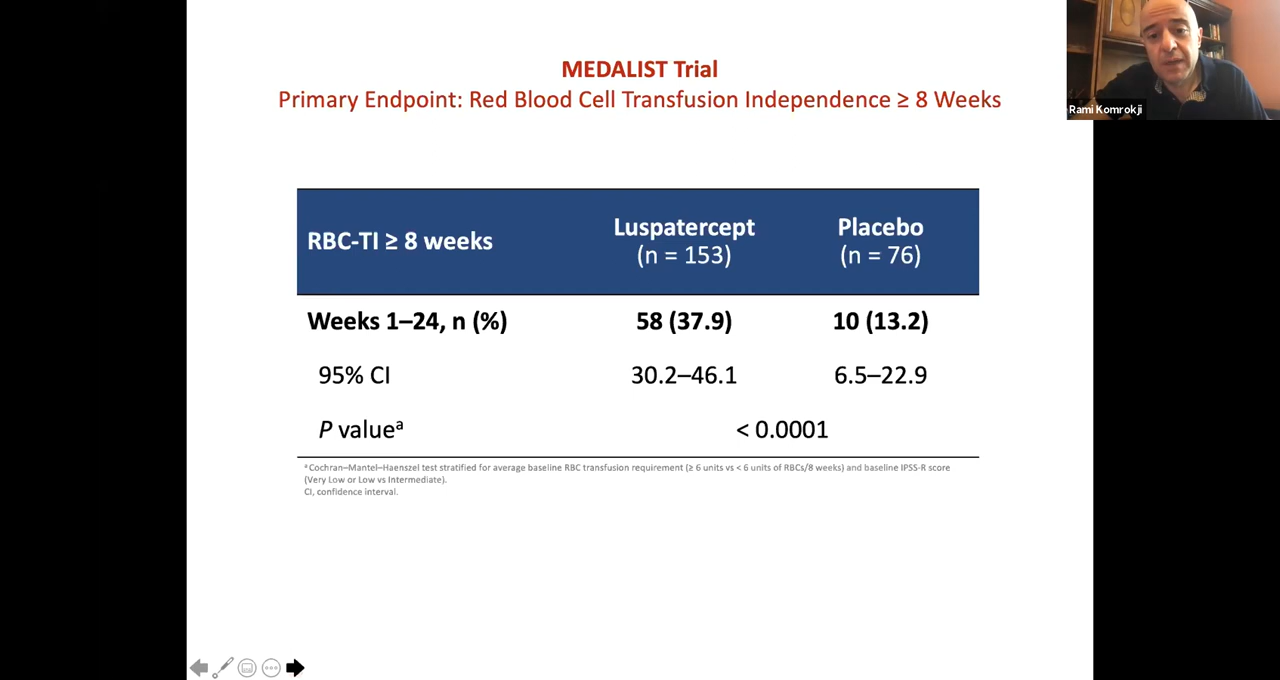 MEDALIST Trial
Primary Endpoint: Red Blood Cell Transfusion Independence ≥ 8 Weeks
Rami Komrokji
RBC-TI ≥ 8 weeks Luspatercept (n = 153) Placebo (n = 76)
Weeks 1–24, n (%) 58 (37.9) 10 (13.2)
95% CI 30.2–46.1 6.5–22.9
P valueᵃ < 0.0001
ᵃ Cochran–Mantel–Haenszel test stratified for average baseline RBC transfusion requirement (≥ 6 units vs < 6 units of RBCs/8 weeks) and baseline IPSS-R score
(Very Low or Low vs Intermediate).
CI, confidence interval.